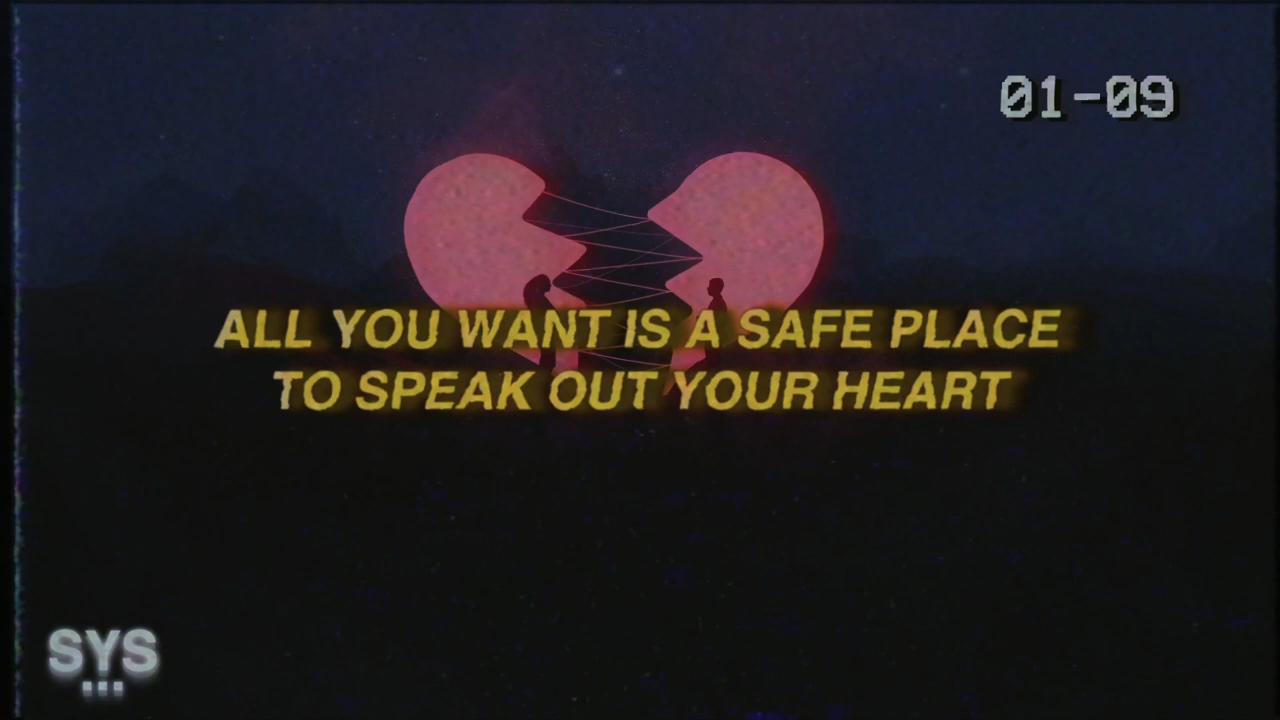 01-09
ALL YOU WANT IS A SAFE PLACE
TO SPEAK OUT YOUR HEART
SYS